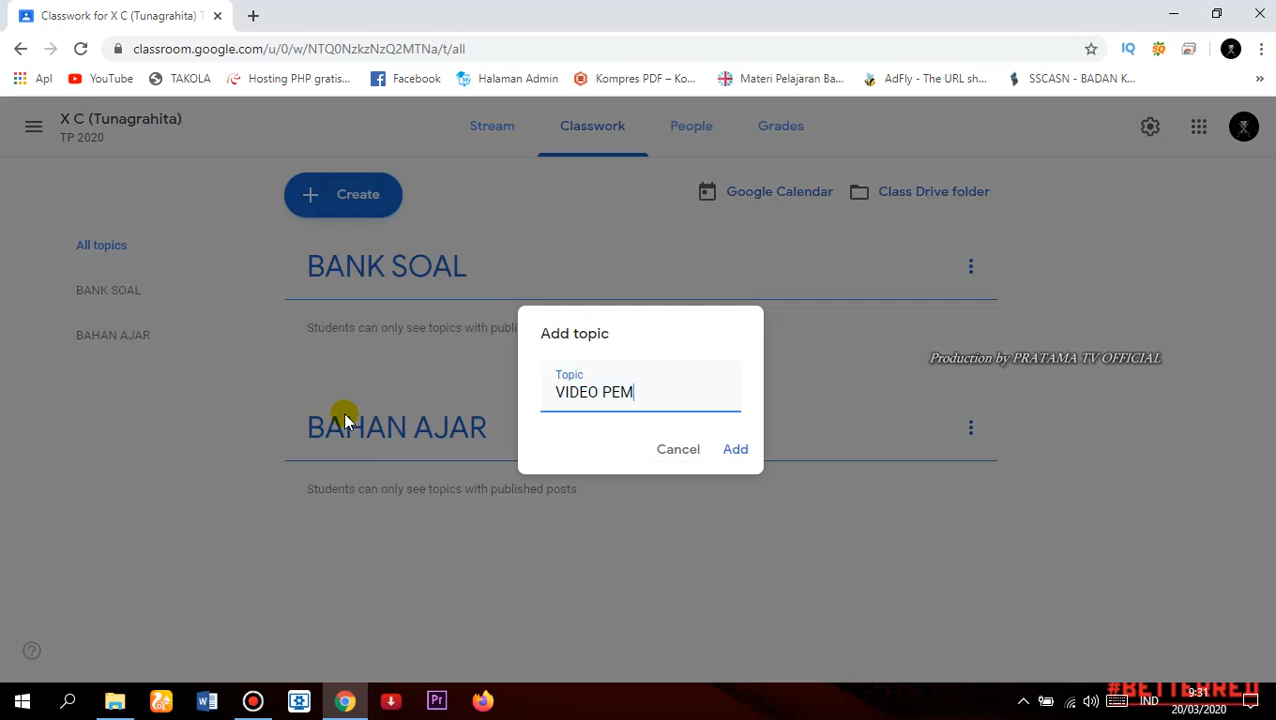 Classwork for X C (Tunagrahita) T
classroom.google.com/u/0/w/NTQ0NzkzNzQ2MTNa/t/all
Apl YouTube TAKOLA Hosting PHP gratis... Facebook Halaman Admin Kompres PDF – Ko... Materi Pelajaran Ba... AdFly - The URL sh... SSCASN - BADAN K...
X C (Tunagrahita)
TP 2020
Stream Classwork People Grades
Create
Google Calendar Class Drive folder
All topics
BANK SOAL
BAHAN AJAR
BANK SOAL
Students can only see topics with publi
Add topic
Topic
VIDEO PEM
Cancel Add
Production by PRATAMA TV OFFICIAL
BAHAN AJAR
Students can only see topics with published posts
IND
9:31
20/03/2020